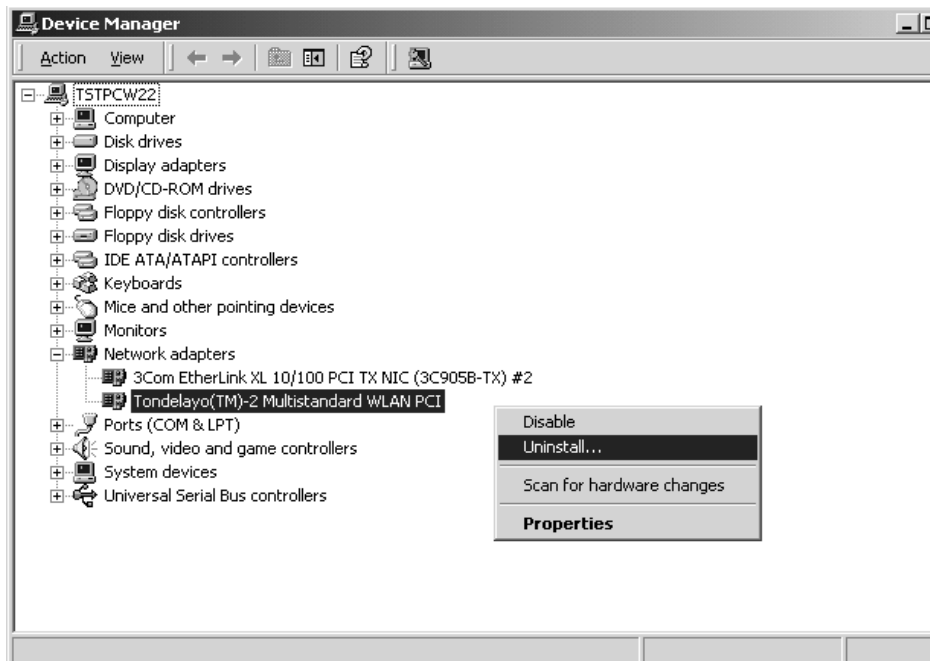 Device Manager
Action View
TSTPCW22
Computer
Disk drives
Display adapters
DVD/CD-ROM drives
Floppy disk controllers
Floppy disk drives
IDE ATA/ATAPI controllers
Keyboards
Mice and other pointing devices
Monitors
Network adapters
3Com EtherLink XL 10/100 PCI TX NIC (3C905B-TX) #2
Tondelayo(TM)-2 Multistandard WLAN PCI
Ports (COM & LPT)
Sound, video and game controllers
System devices
Universal Serial Bus controllers
Disable
Uninstall...
Scan for hardware changes
Properties